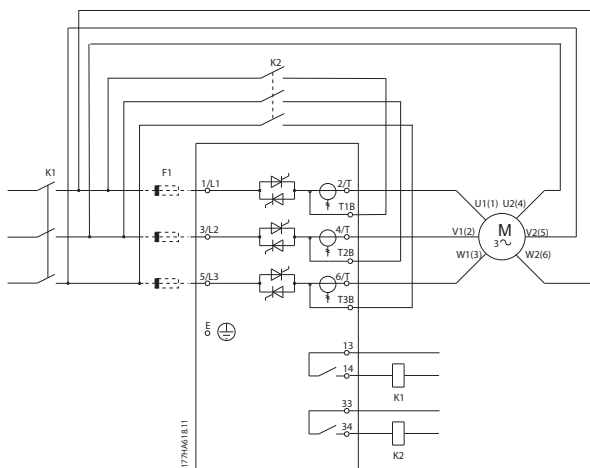 K2
K1
F1
1/L1
2/T
T1B
3/L2
4/T
T2B
5/L3
6/T
T3B
U1(1) U2(4)
V1(2)
M
3~
V2(5)
W1(3)
W2(6)
E
13
14
K1
33
34
K2
177HA618.11